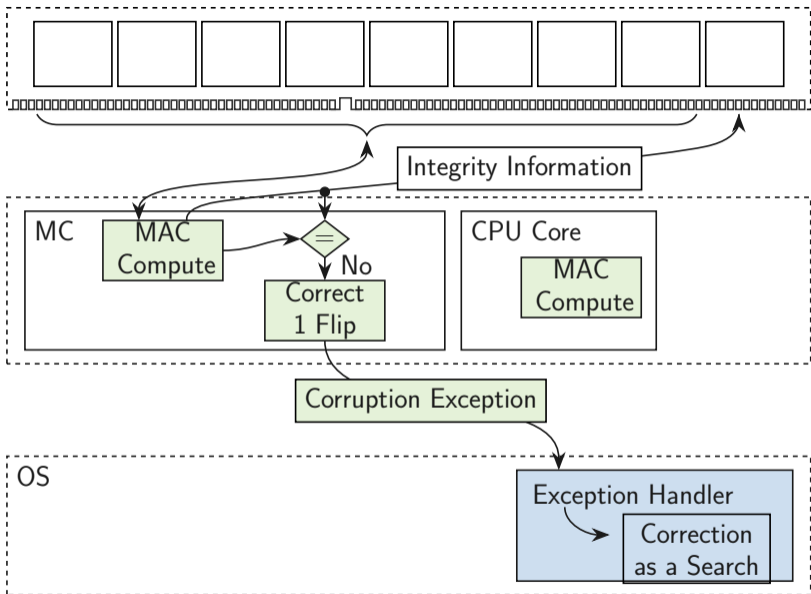 Integrity Information
MC
MAC
Compute
=
No
Correct
1 Flip
CPU Core
MAC
Compute
Corruption Exception
OS
Exception Handler
Correction
as a Search